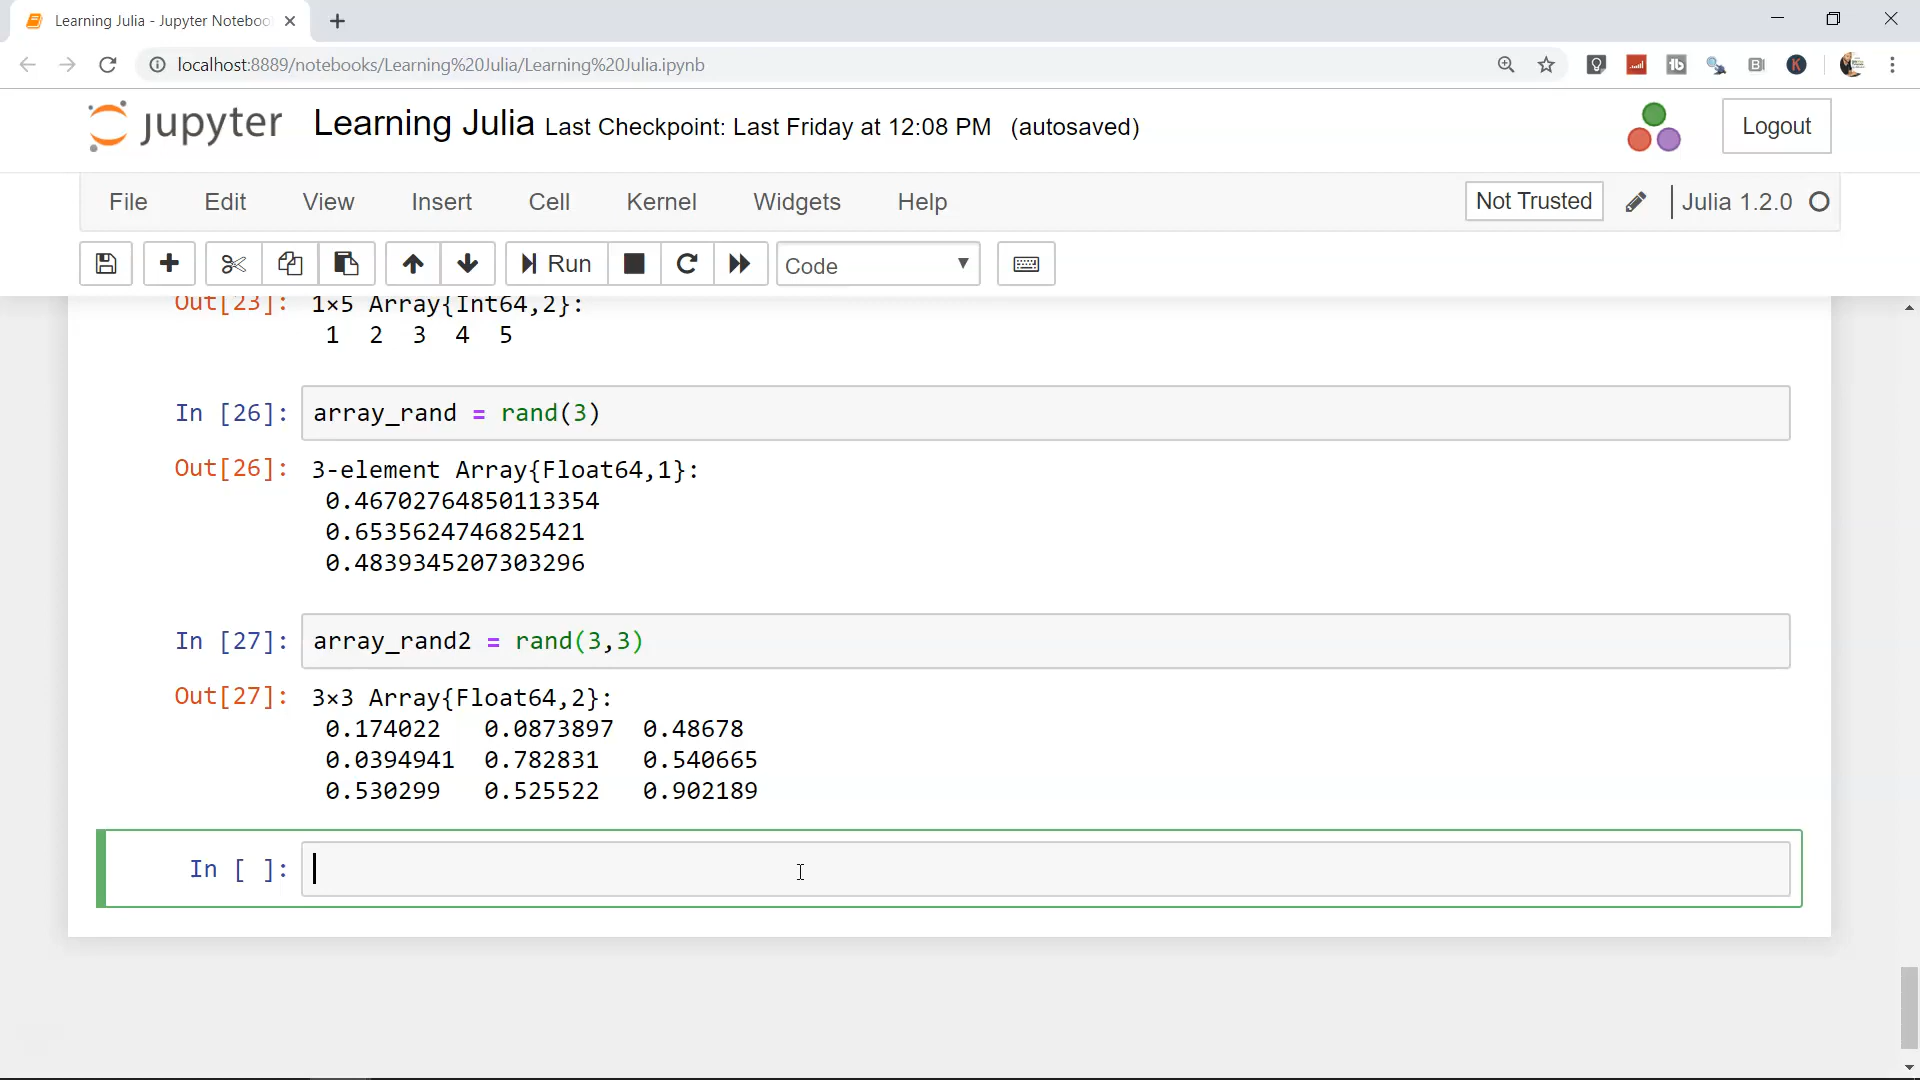 Learning Julia - Jupyter Noteboo
localhost:8889/notebooks/Learning%20Julia/Learning%20Julia.ipynb
jupyter Learning Julia Last Checkpoint: Last Friday at 12:08 PM (autosaved)
Logout
File Edit View Insert Cell Kernel Widgets Help
Not Trusted Julia 1.2.0
Run Code
Out[23]: 1×5 Array{Int64,2}:
1 2 3 4 5
In [26]: array_rand = rand(3)
Out[26]: 3-element Array{Float64,1}:
0.46702764850113354
0.6535624746825421
0.4839345207303296
In [27]: array_rand2 = rand(3,3)
Out[27]: 3×3 Array{Float64,2}:
0.174022 0.0873897 0.48678
0.0394941 0.782831 0.540665
0.530299 0.525522 0.902189
In [ ]: